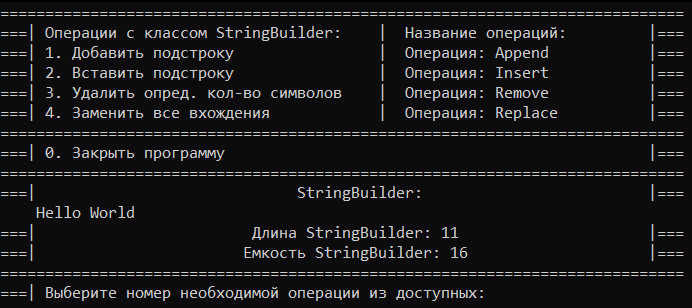 ============================================================================
===| Операции с классом StringBuilder:    |  Название операций:         |===
===| 1. Добавить подстроку                |  Операция: Append           |===
===| 2. Вставить подстроку                |  Операция: Insert           |===
===| 3. Удалить опред. кол-во символов    |  Операция: Remove           |===
===| 4. Заменить все вхождения            |  Операция: Replace          |===
============================================================================
===| 0. Закрыть программу                                               |===
============================================================================
===|                             StringBuilder:                         |===
    Hello World
===|                        Длина StringBuilder: 11                     |===
===|                       Емкость StringBuilder: 16                    |===
============================================================================
===| Выберите номер необходимой операции из доступных: